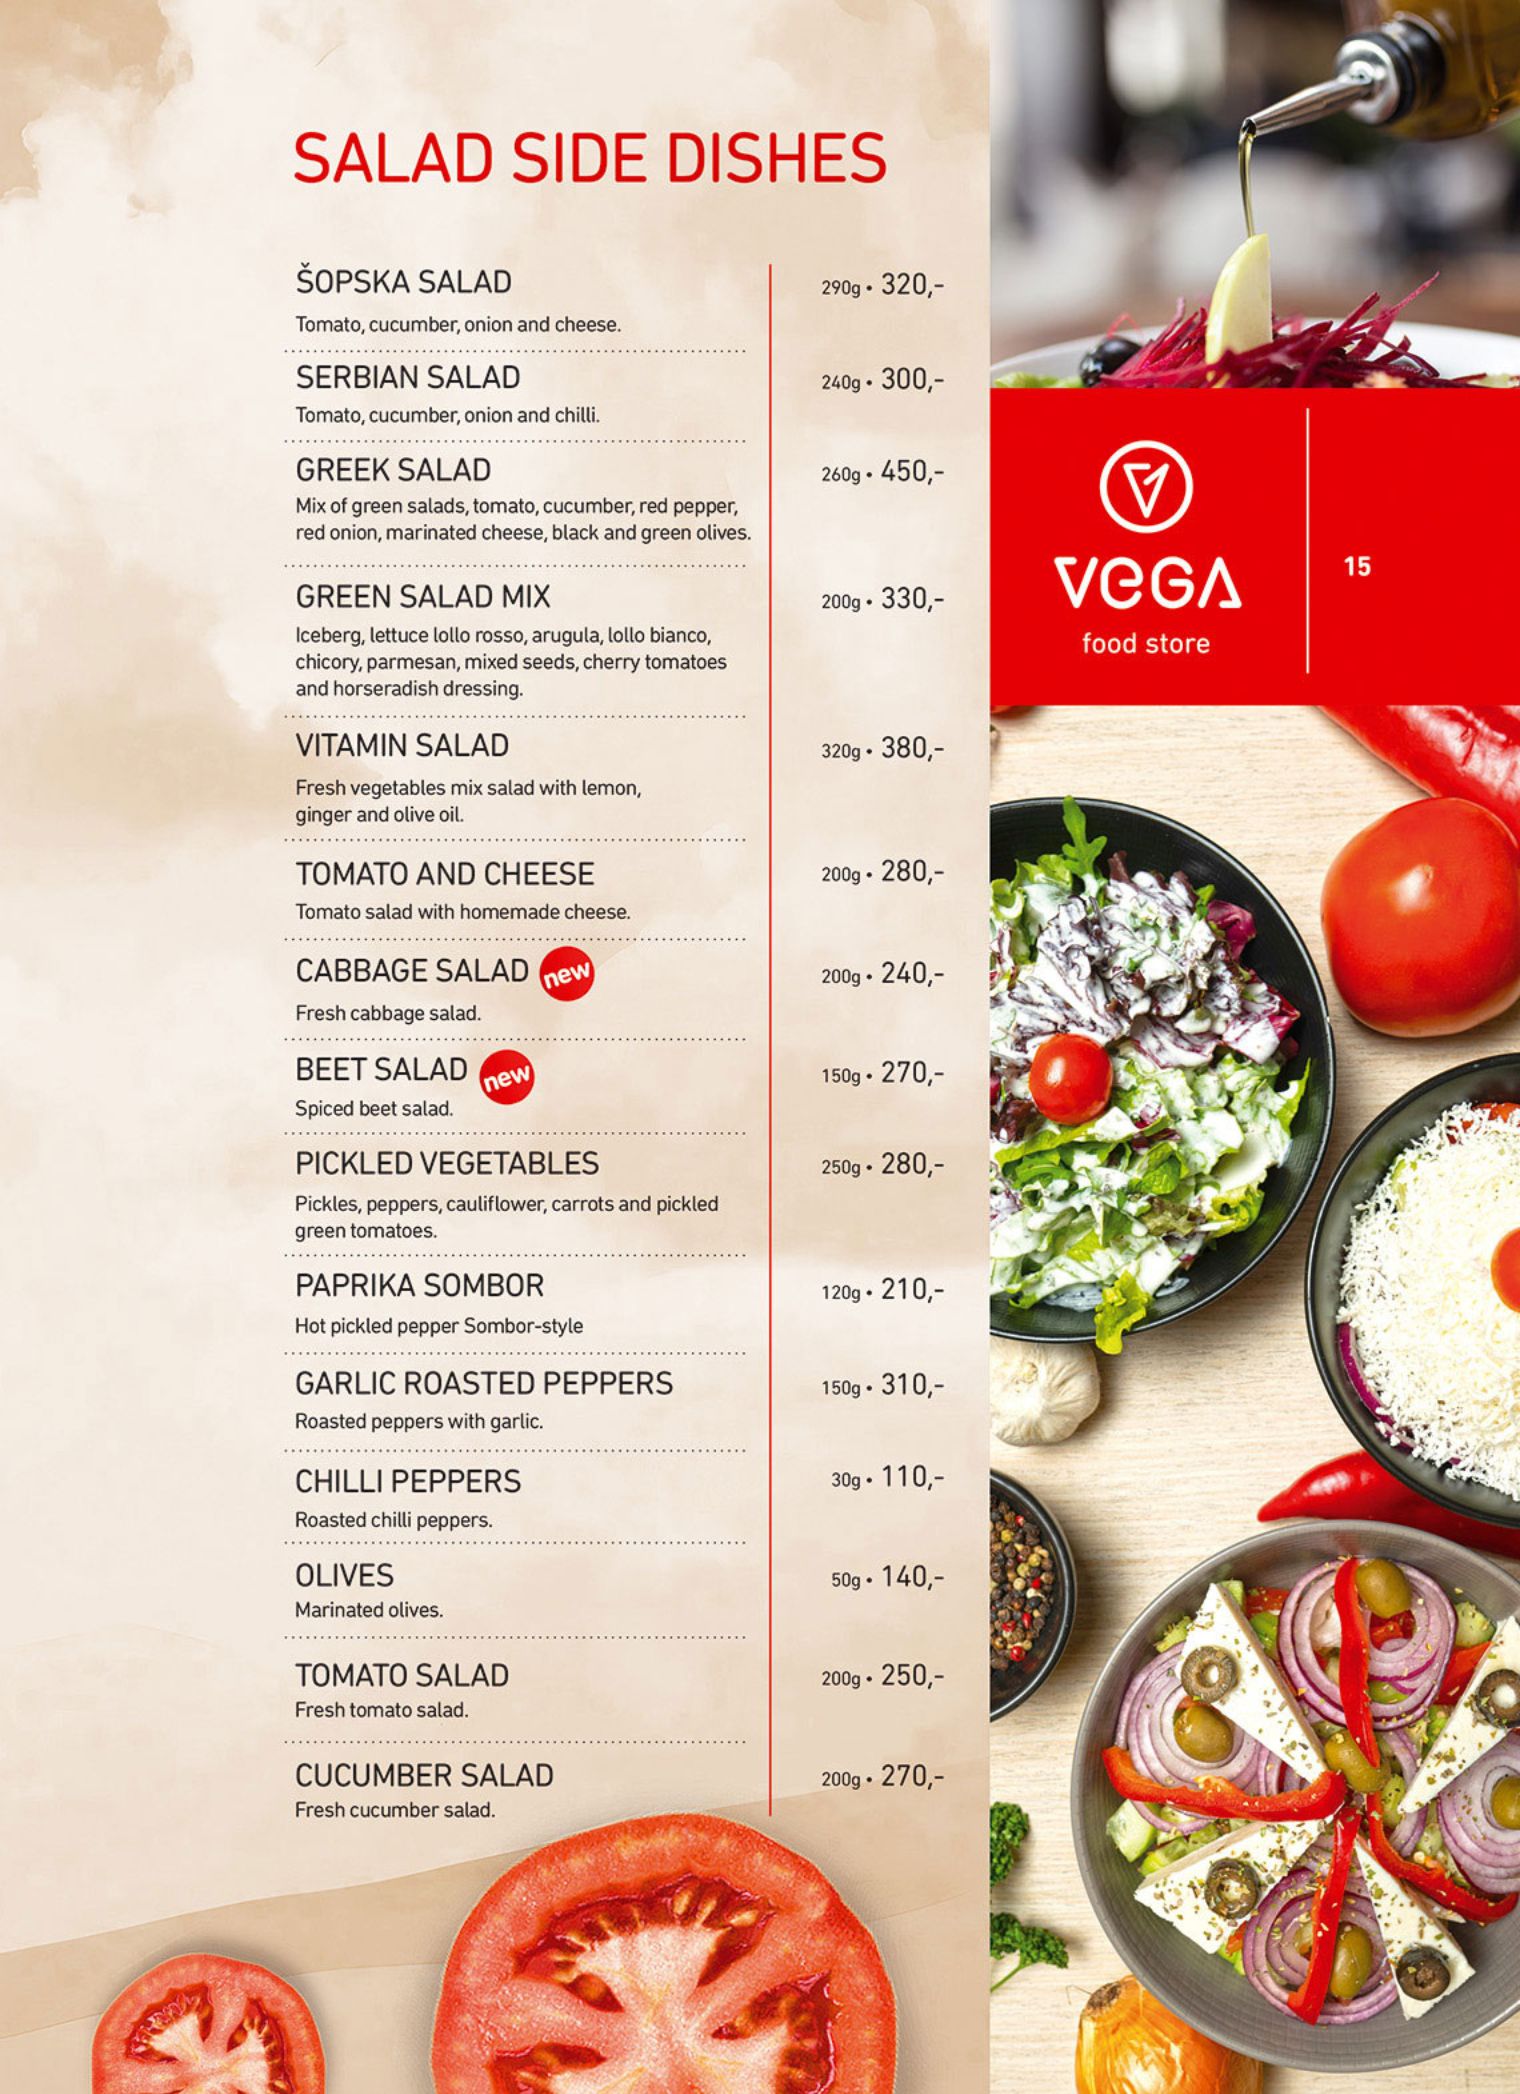 SALAD SIDE DISHES
ŠOPSKA SALAD
290g • 320,-
Tomato, cucumber, onion and cheese.
SERBIAN SALAD
240g • 300,-
Tomato, cucumber, onion and chilli.
GREEK SALAD
260g • 450,-
Mix of green salads, tomato, cucumber, red pepper,
red onion, marinated cheese, black and green olives.
GREEN SALAD MIX
200g • 330,-
Iceberg, lettuce lollo rosso, arugula, lollo bianco,
chicory, parmesan, mixed seeds, cherry tomatoes
and horseradish dressing.
VITAMIN SALAD
320g • 380,-
Fresh vegetables mix salad with lemon,
ginger and olive oil.
TOMATO AND CHEESE
200g • 280,-
Tomato salad with homemade cheese.
CABBAGE SALAD new
200g • 240,-
Fresh cabbage salad.
BEET SALAD new
150g • 270,-
Spiced beet salad.
PICKLED VEGETABLES
250g • 280,-
Pickles, peppers, cauliflower, carrots and pickled
green tomatoes.
PAPRIKA SOMBOR
120g • 210,-
Hot pickled pepper Sombor-style
GARLIC ROASTED PEPPERS
150g • 310,-
Roasted peppers with garlic.
CHILLI PEPPERS
30g • 110,-
Roasted chilli peppers.
OLIVES
50g • 140,-
Marinated olives.
TOMATO SALAD
200g • 250,-
Fresh tomato salad.
CUCUMBER SALAD
200g • 270,-
Fresh cucumber salad.
VeGA
food store
15